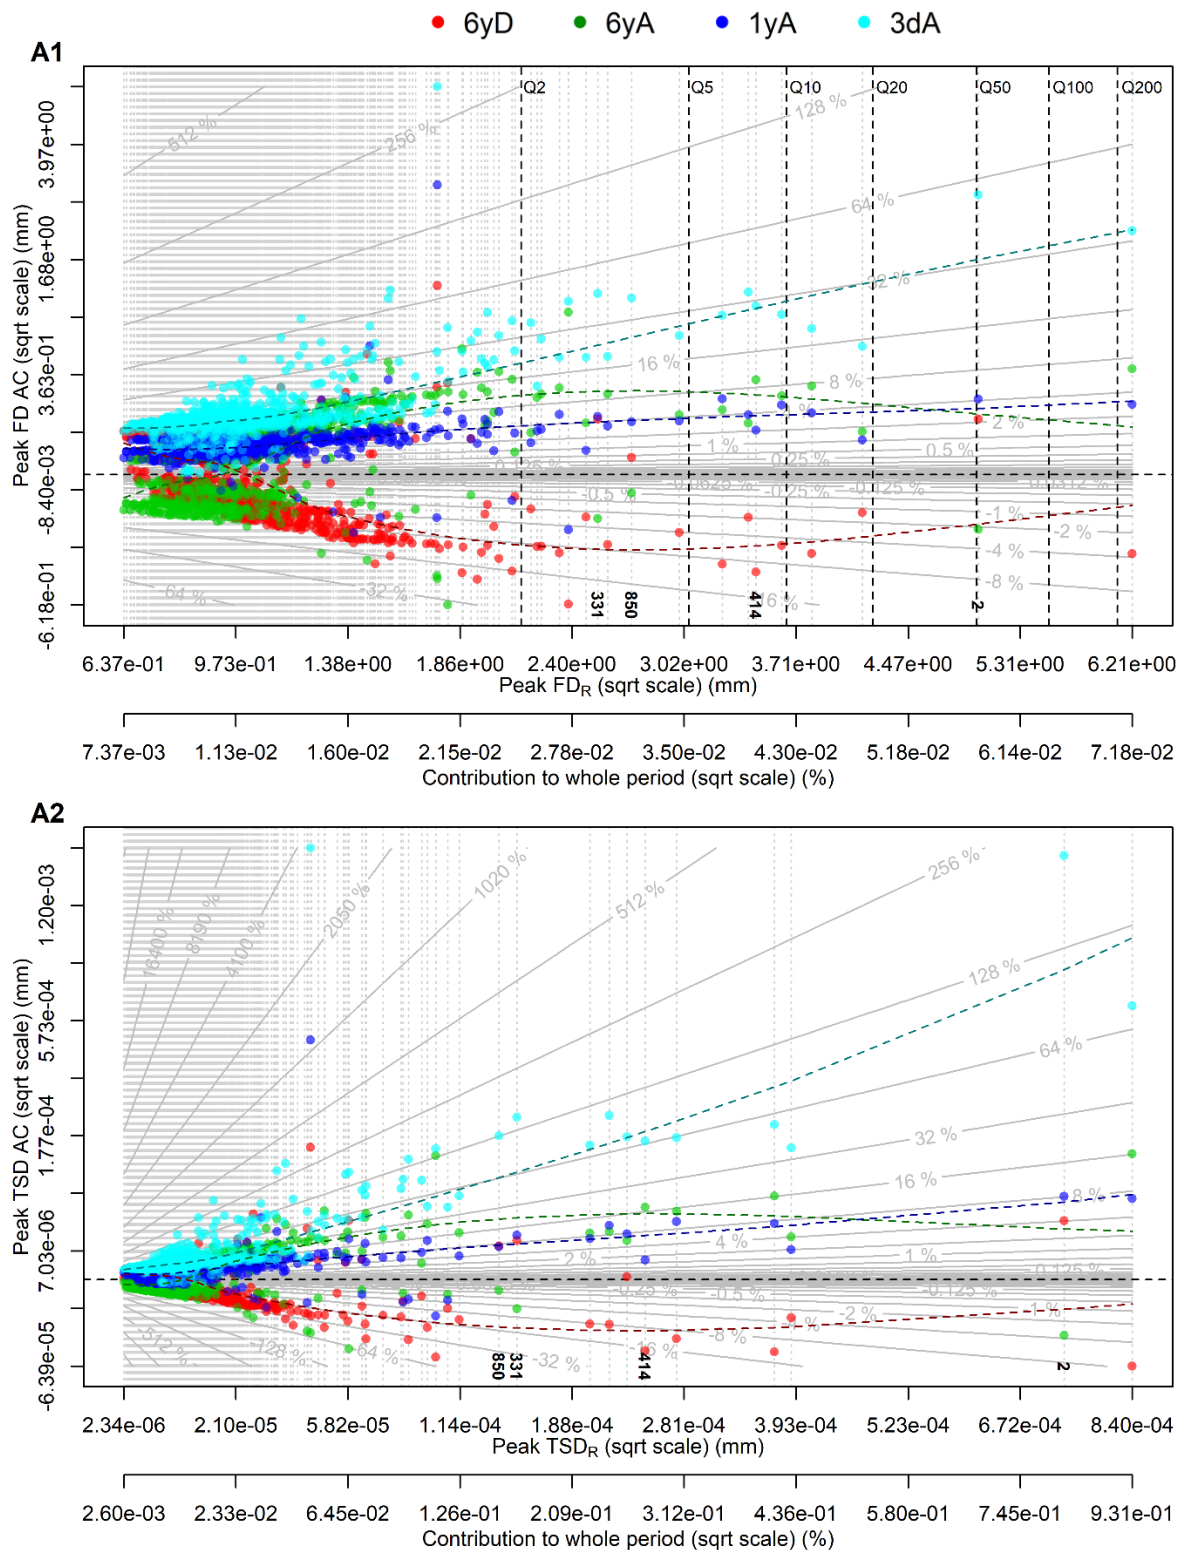 6yD 6yA 1yA 3dA
A1
Q2 Q5 Q10 Q20 Q50 Q100 Q200
512 % 256 % 128 %
64 %
32 %
16 %
8 %
2 %
1 % 0.5 %
0.125 % 0.25 %
0.0625 % 0.0312 %
-0.5 % -0.25 % -0.125 %
-1 %
-2 %
-4 %
-8 %
-64 % -32 % 16 %
331 850 414 2
Peak FD AC (sqrt scale) (mm)
3.97e+00
1.68e+00
3.63e-01
-6.98e-03
-8.40e-03
-6.18e-01
6.37e-01 9.73e-01 1.38e+00 1.86e+00 2.40e+00 3.02e+00 3.71e+00 4.47e+00 5.31e+00 6.21e+00
Peak FDR (sqrt scale) (mm)
7.37e-03 1.13e-02 1.60e-02 2.15e-02 2.78e-02 3.50e-02 4.30e-02 5.18e-02 6.14e-02 7.18e-02
Contribution to whole period (sqrt scale) (%)
A2
16400 % 8190 % 4100 % 2050 % 1020 % 512 % 256 %
128 %
64 %
32 %
16 %
8 %
4 %
2 % 1 %
0.125 %
-0.25 % -0.5 % -0.125 %
-2 % -1 %
-8 %
-512 % -128 % -64 % -32 %
850 331 414 2
Peak TSD AC (sqrt scale) (mm)
1.20e-03
5.73e-04
1.77e-04
7.03e-06
-6.39e-05
2.34e-06 2.10e-05 5.82e-05 1.14e-04 1.88e-04 2.81e-04 3.93e-04 5.23e-04 6.72e-04 8.40e-04
Peak TSDR (sqrt scale) (mm)
2.60e-03 2.33e-02 6.45e-02 1.26e-01 2.09e-01 3.12e-01 4.36e-01 5.80e-01 7.45e-01 9.31e-01
Contribution to whole period (sqrt scale) (%)